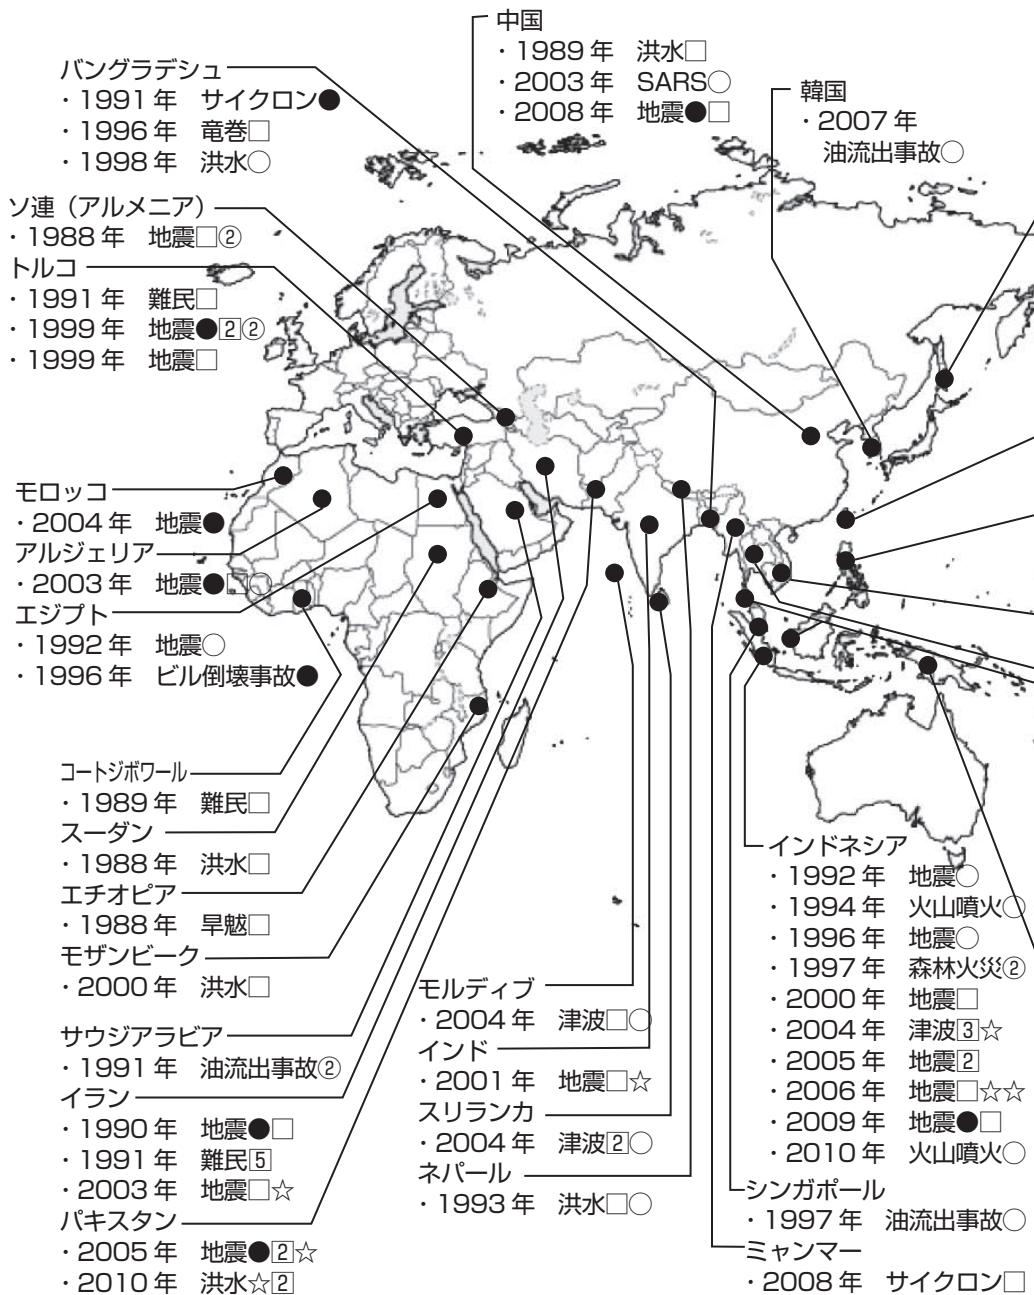 中国
・1989年 洪水□
・2003年 SARS○
・2008年 地震●□
バングラデシュ
・1991年 サイクロン●
・1996年 竜巻□
・1998年 洪水○
韓国
・2007年
油流出事故○
ソ連（アルメニア）
・1988年 地震□②
トルコ
・1991年 難民□
・1999年 地震●2②
・1999年 地震□
モロッコ
・2004年 地震●
アルジェリア
・2003年 地震●□○
エジプト
・1992年 地震○
・1996年 ビル倒壊事故●
コートジボワール
・1989年 難民□
スーダン
・1988年 洪水□
エチオピア
・1988年 旱魃□
モザンビーク
・2000年 洪水□
サウジアラビア
・1991年 油流出事故②
イラン
・1990年 地震●□
・1991年 難民5
・2003年 地震□☆
パキスタン
・2005年 地震●2☆
・2010年 洪水☆2
モルディブ
・2004年 津波□○
インド
・2001年 地震□☆
スリランカ
・2004年 津波2○
ネパール
・1993年 洪水□○
インドネシア
・1992年 地震○
・1994年 火山噴火○
・1996年 地震○
・1997年 森林火災②
・2000年 地震□
・2004年 津波3☆
・2005年 地震2
・2006年 地震□☆☆
・2009年 地震●□
・2010年 火山噴火○
シンガポール
・1997年 油流出事故○
ミャンマー
・2008年 サイクロン□